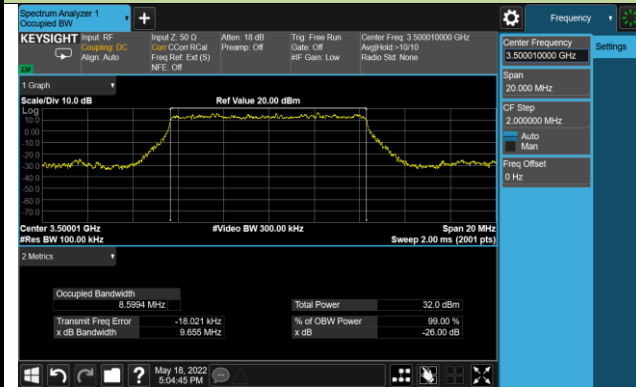 Spectrum Analyzer 1
Occupied BW
+
Frequency
KEYSIGHT
Input: RF
Coupling: DC
Align: Auto
Input Z: 50 Ω
Corr CCorr RCal
Freq Ref: Ext (S)
NFE: Off
Atten: 18 dB
Preamp: Off
Trig: Free Run
Gate: Off
#IF Gain: Low
Center Freq: 3.500010000 GHz
Avg|Hold:>10/10
Radio Std: None
Center Frequency
3.500010000 GHz
Settings
Span
20.000 MHz
CF Step
2.000000 MHz
Auto
Man
Freq Offset
0 Hz
1 Graph
Scale/Div 10.0 dB
Ref Value 20.00 dBm
Log
10.0
0.00
-10.0
-20.0
-30.0
-40.0
-50.0
-60.0
-70.0
Center 3.50001 GHz
#Video BW 300.00 kHz
Span 20 MHz
#Res BW 100.00 kHz
Sweep 2.00 ms (2001 pts)
2 Metrics
Occupied Bandwidth
8.5994 MHz
Total Power
32.0 dBm
Transmit Freq Error
-18.021 kHz
% of OBW Power
99.00 %
x dB Bandwidth
9.655 MHz
x dB
-26.00 dB
?
May 18, 2022
5:04:45 PM